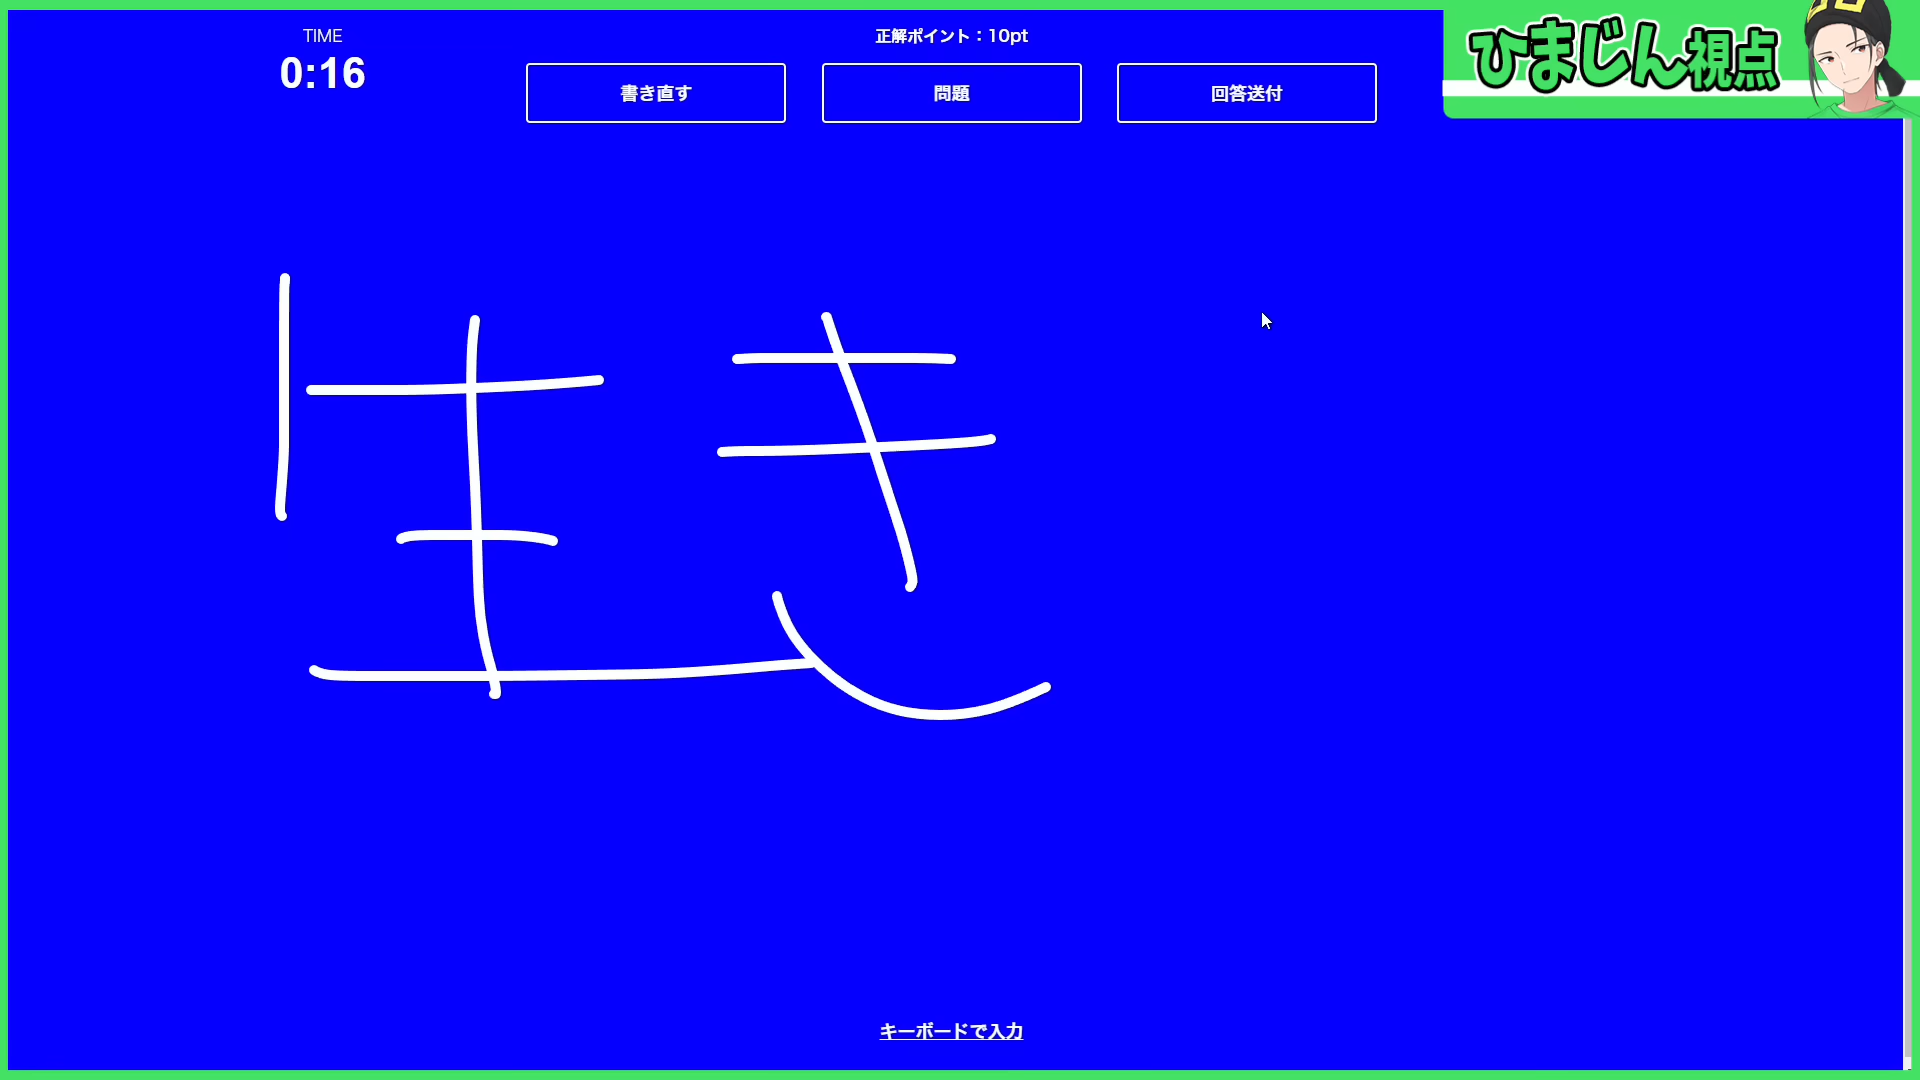 TIME
0:16
正解ポイント：10pt
書き直す
問題
回答送付
ひまじん視点
生き
キーボードで入力